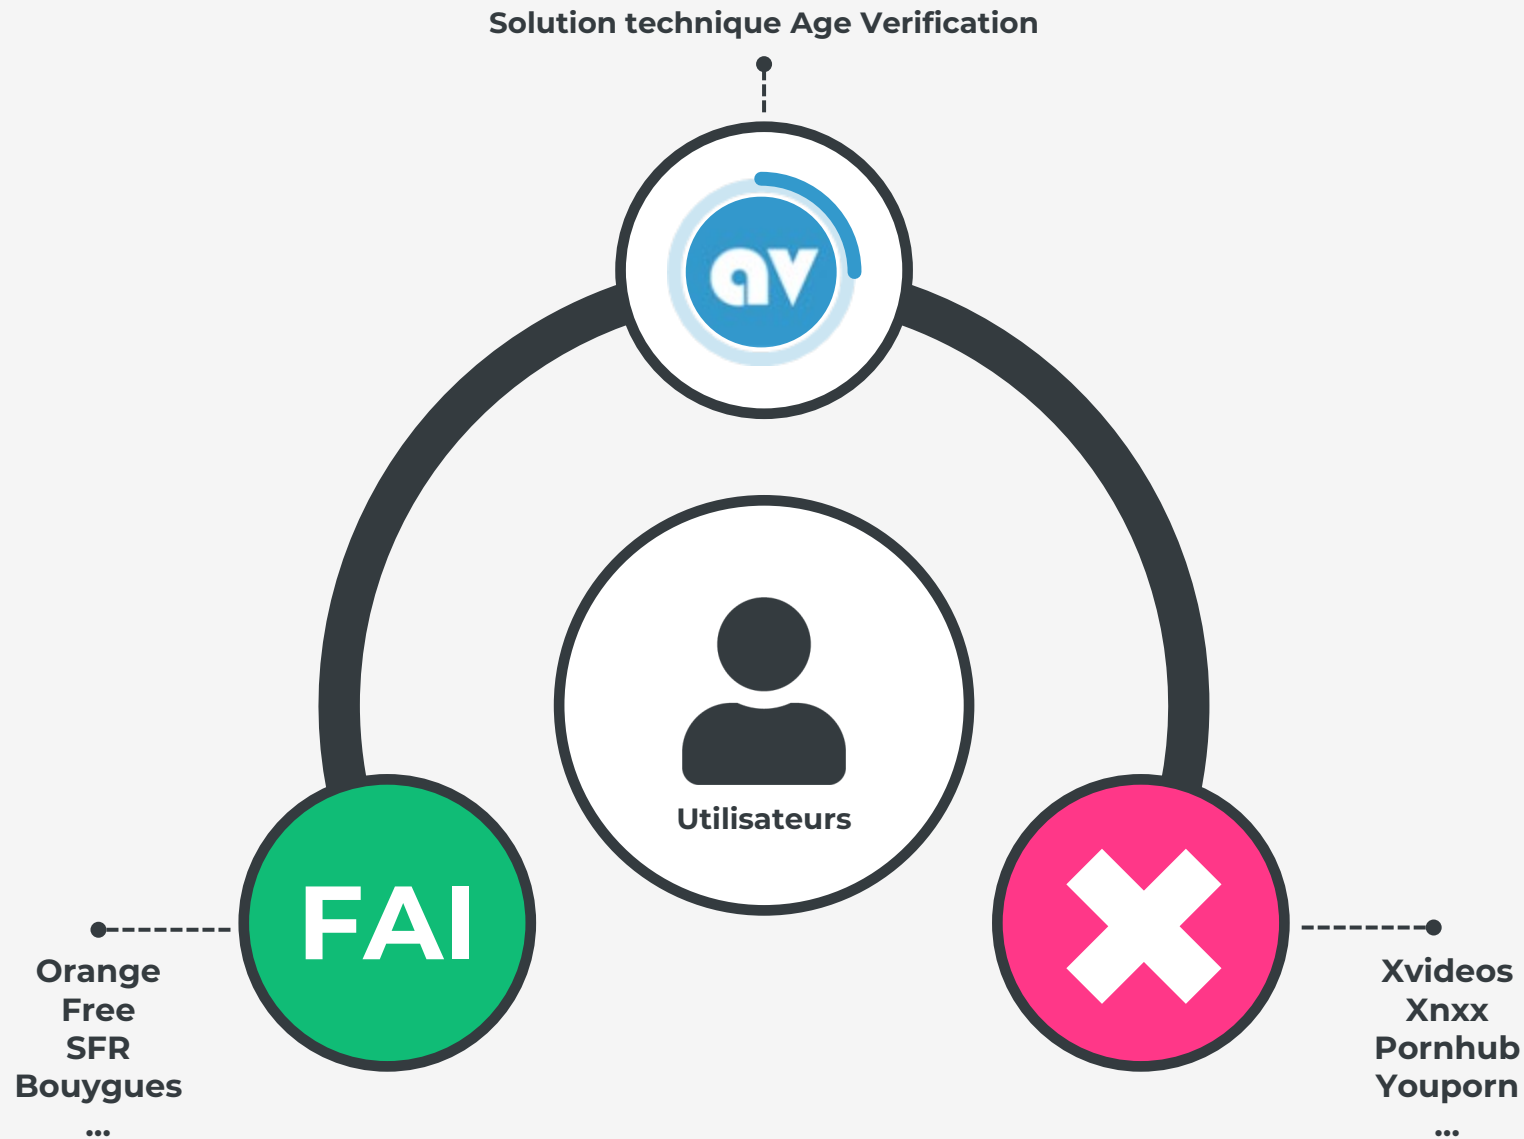 Solution technique Age Verification
av
Utilisateurs
FAI
Orange
Free
SFR
Bouygues
...
Xvideos
Xnxx
Pornhub
Youporn
...